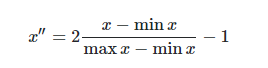 x'' = 2 \frac{x - \min x}{\max x - \min x} - 1